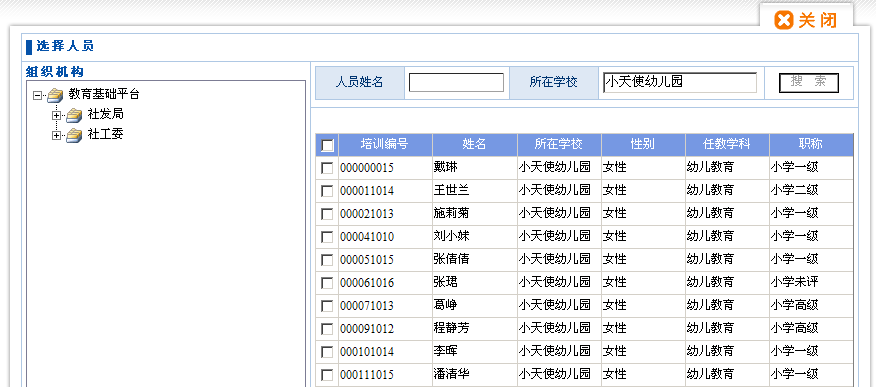 关 闭
选择人员
组织机构
教育基础平台
社发局
社工委
人员姓名 所在学校 小天使幼儿园 搜 索
培训编号 姓名 所在学校 性别 任教学科 职称
000000015 戴琳 小天使幼儿园 女性 幼儿教育 小学一级
000011014 王世兰 小天使幼儿园 女性 幼儿教育 小学二级
000021013 施莉菊 小天使幼儿园 女性 幼儿教育 小学一级
000041010 刘小妹 小天使幼儿园 女性 幼儿教育 小学一级
000051015 张倩倩 小天使幼儿园 女性 幼儿教育 小学一级
000061016 张珺 小天使幼儿园 女性 幼儿教育 小学未评
000071013 葛峥 小天使幼儿园 女性 幼儿教育 小学高级
000091012 程静芳 小天使幼儿园 女性 幼儿教育 小学高级
000101014 李晖 小天使幼儿园 女性 幼儿教育 小学一级
000111015 潘清华 小天使幼儿园 女性 幼儿教育 小学一级